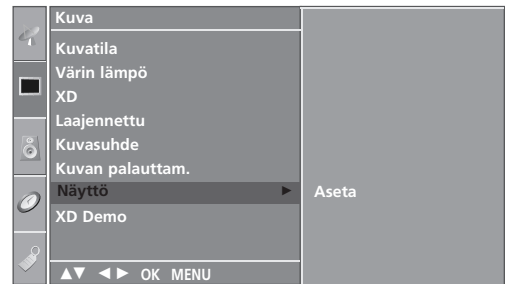 Kuva
Kuvatila
Värin lämpö
XD
Laajennettu
Kuvasuhde
Kuvan palauttam.
Näyttö ► Aseta
XD Demo
▲▼ ◄► OK MENU